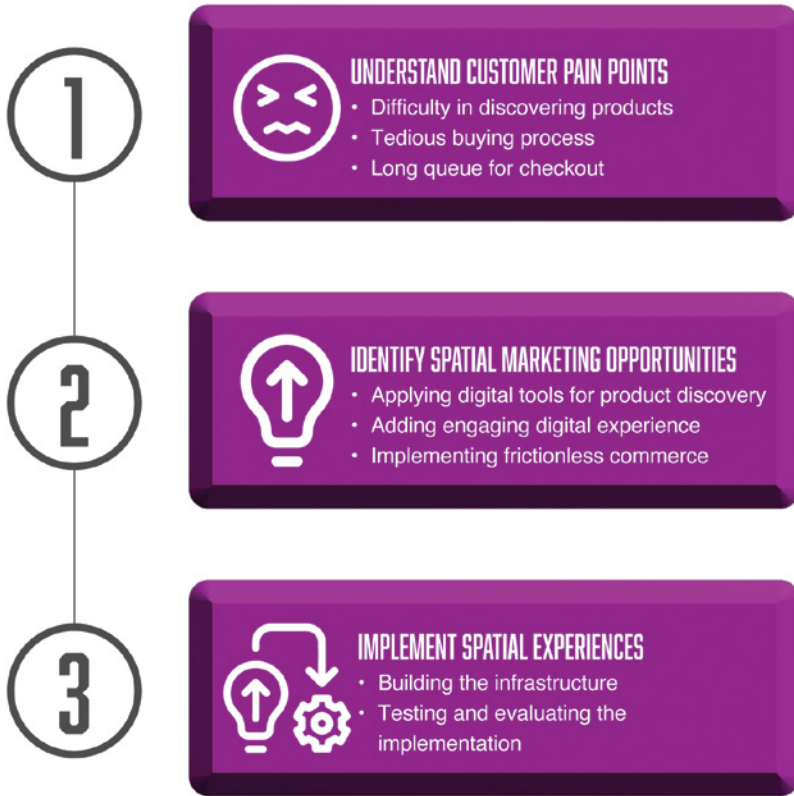 1
UNDERSTAND CUSTOMER PAIN POINTS
• Difficulty in discovering products
• Tedious buying process
• Long queue for checkout
2
IDENTIFY SPATIAL MARKETING OPPORTUNITIES
• Applying digital tools for product discovery
• Adding engaging digital experience
• Implementing frictionless commerce
3
IMPLEMENT SPATIAL EXPERIENCES
• Building the infrastructure
• Testing and evaluating the
implementation